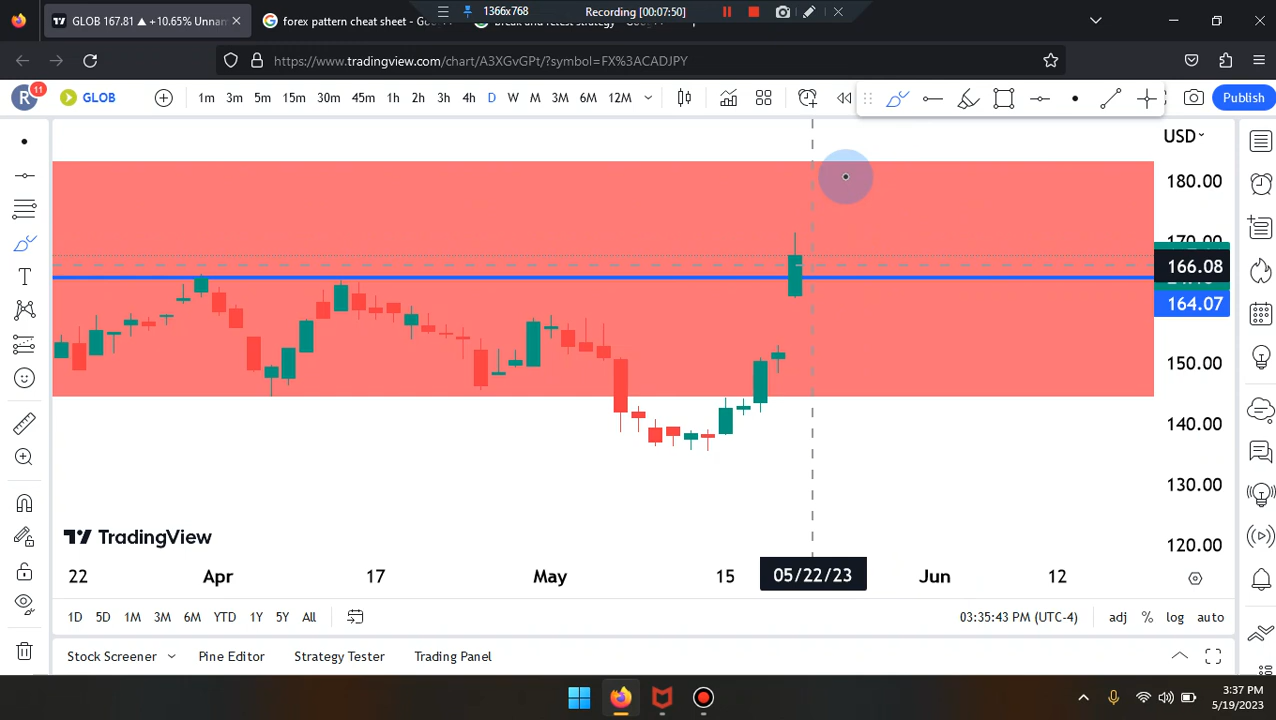 1366x768
Recording [00:07:50]
GLOB 167.81 ▲ +10.65% Unnan
forex pattern cheat sheet - Go
https://www.tradingview.com/chart/A3XGvGPt/?symbol=FX%3ACADJPY
R
11
GLOB
1m 3m 5m 15m 30m 45m 1h 2h 3h 4h D W M 3M 6M 12M
Publish
USD
180.00
170.00
166.08
164.07
150.00
140.00
130.00
120.00
TradingView
22 Apr 17 May 15 05/22/23 Jun 12
1D 5D 1M 3M 6M YTD 1Y 5Y All
03:35:43 PM (UTC-4) adj % log auto
Stock Screener Pine Editor Strategy Tester Trading Panel
3:37 PM
5/19/2023